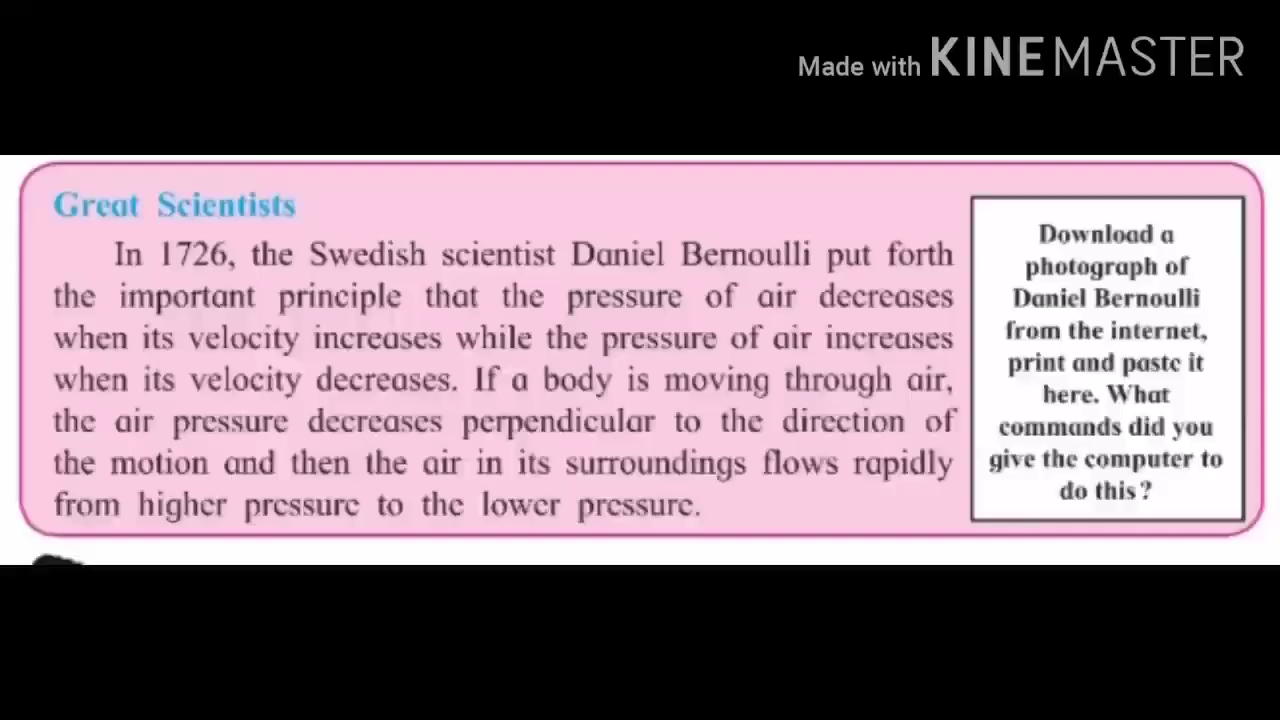 Made with KINEMASTER
Great Scientists
In 1726, the Swedish scientist Daniel Bernoulli put forth
the important principle that the pressure of air decreases
when its velocity increases while the pressure of air increases
when its velocity decreases. If a body is moving through air,
the air pressure decreases perpendicular to the direction of
the motion and then the air in its surroundings flows rapidly
from higher pressure to the lower pressure.
Download a
photograph of
Daniel Bernoulli
from the internet,
print and paste it
here. What
commands did you
give the computer to
do this?